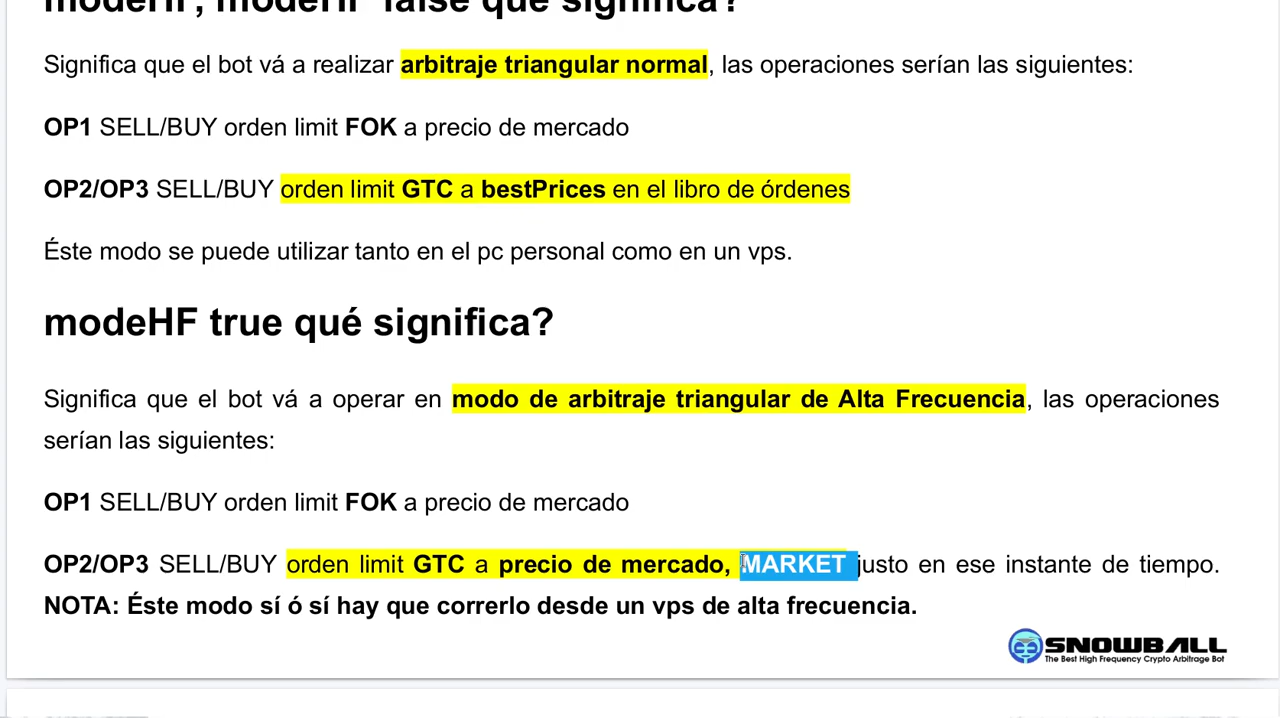 modeHF, modeHF false qué significa?
Significa que el bot vá a realizar arbitraje triangular normal, las operaciones serían las siguientes:
OP1 SELL/BUY orden limit FOK a precio de mercado
OP2/OP3 SELL/BUY orden limit GTC a bestPrices en el libro de órdenes
Éste modo se puede utilizar tanto en el pc personal como en un vps.
modeHF true qué significa?
Significa que el bot vá a operar en modo de arbitraje triangular de Alta Frecuencia, las operaciones
serían las siguientes:
OP1 SELL/BUY orden limit FOK a precio de mercado
OP2/OP3 SELL/BUY orden limit GTC a precio de mercado, MARKET justo en ese instante de tiempo.
NOTA: Éste modo sí ó sí hay que correrlo desde un vps de alta frecuencia.
SNOWBALL
The Best High Frequency Crypto Arbitrage Bot